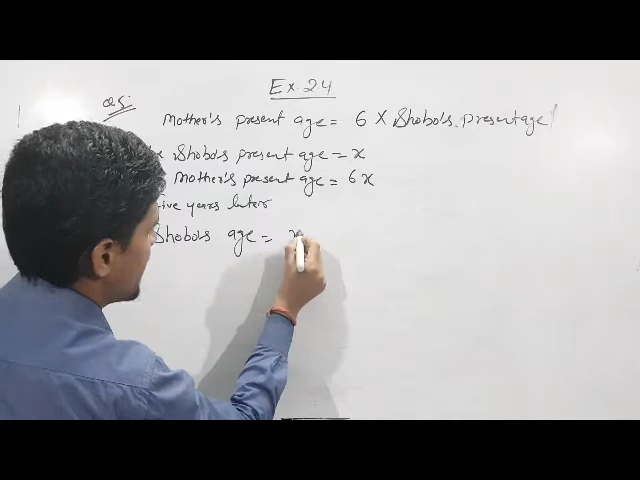 Ex. 24
Q5:
Mother's present age = 6 X Shobo's present age
Shobo's present age = x
Mother's present age = 6x
years later
Shobo's age = x